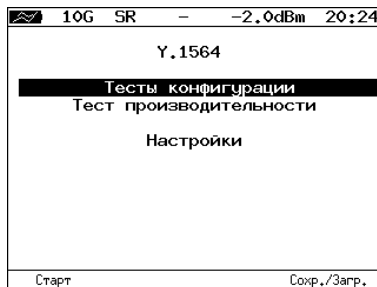 10G SR – -2.0dBm 20:24
Y.1564
Тесты конфигурации
Тест производительности
Настройки
Старт Сохр./Загр.